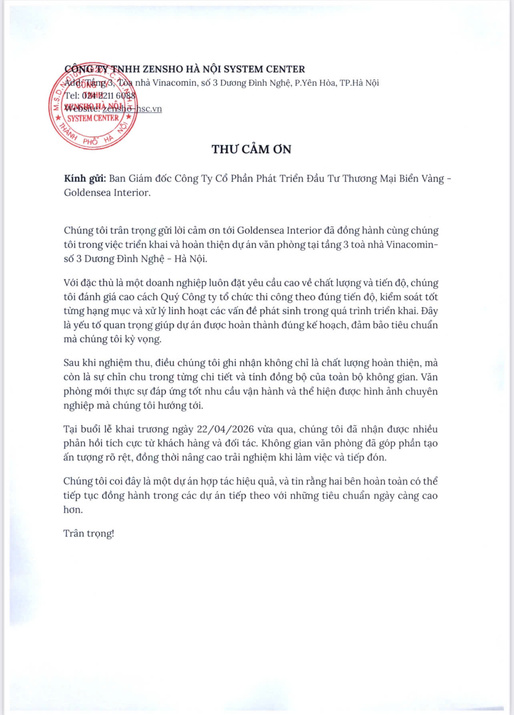 CÔNG TY TNHH ZENSHO HÀ NỘI SYSTEM CENTER
Add: Tầng 3, Tòa nhà Vinacomin, số 3 Dương Đình Nghệ, P.Yên Hòa, TP.Hà Nội
Tel: 024 3211 6088
Website: zensho-hsc.vn
THƯ CẢM ƠN
Kính gửi: Ban Giám đốc Công Ty Cổ Phần Phát Triển Đầu Tư Thương Mại Biển Vàng -
Goldensea Interior.
Chúng tôi trân trọng gửi lời cảm ơn tới Goldensea Interior đã đồng hành cùng chúng
tôi trong việc triển khai và hoàn thiện dự án văn phòng tại tầng 3 toà nhà Vinacomin-
số 3 Dương Đình Nghệ - Hà Nội.
Với đặc thù là một doanh nghiệp luôn đặt yêu cầu cao về chất lượng và tiến độ, chúng
tôi đánh giá cao cách Quý Công ty tổ chức thi công theo đúng tiến độ, kiểm soát tốt
từng hạng mục và xử lý linh hoạt các vấn đề phát sinh trong quá trình triển khai. Đây
là yếu tố quan trọng giúp dự án được hoàn thành đúng kế hoạch, đảm bảo tiêu chuẩn
mà chúng tôi kỳ vọng.
Sau khi nghiệm thu, điều chúng tôi ghi nhận không chỉ là chất lượng hoàn thiện, mà
còn là sự chỉn chu trong từng chi tiết và tính đồng bộ của toàn bộ không gian. Văn
phòng mới thực sự đáp ứng tốt nhu cầu vận hành và thể hiện được hình ảnh chuyên
nghiệp mà chúng tôi hướng tới.
Tại buổi lễ khai trương ngày 22/04/2026 vừa qua, chúng tôi đã nhận được nhiều
phản hồi tích cực từ khách hàng và đối tác. Không gian văn phòng đã góp phần tạo
ấn tượng rõ rệt, đồng thời nâng cao trải nghiệm khi làm việc và tiếp đón.
Chúng tôi coi đây là một dự án hợp tác hiệu quả, và tin rằng hai bên hoàn toàn có thể
tiếp tục đồng hành trong các dự án tiếp theo với những tiêu chuẩn ngày càng cao
hơn.
Trân trọng!
ZENSHO HÀ NỘI
SYSTEM CENTER
THÀNH PHỐ HÀ NỘI